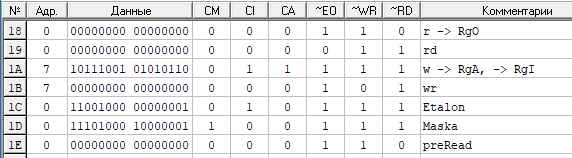 № Адр. Данные CM CI CA ~EO ~WR ~RD Комментарии
18 0 00000000 00000000 0 0 0 1 1 0 r -> RgO
19 0 00000000 00000000 0 0 0 0 1 1 rd
1A 7 10111001 01010110 0 1 1 1 1 1 w -> RgA, -> RgI
1B 7 00000000 00000000 0 0 0 1 0 1 wr
1C 0 11001000 00000001 0 1 0 1 1 1 Etalon
1D 0 11101000 10000001 1 0 0 1 1 1 Maska
1E 0 00000000 00000000 0 0 0 1 1 0 preRead